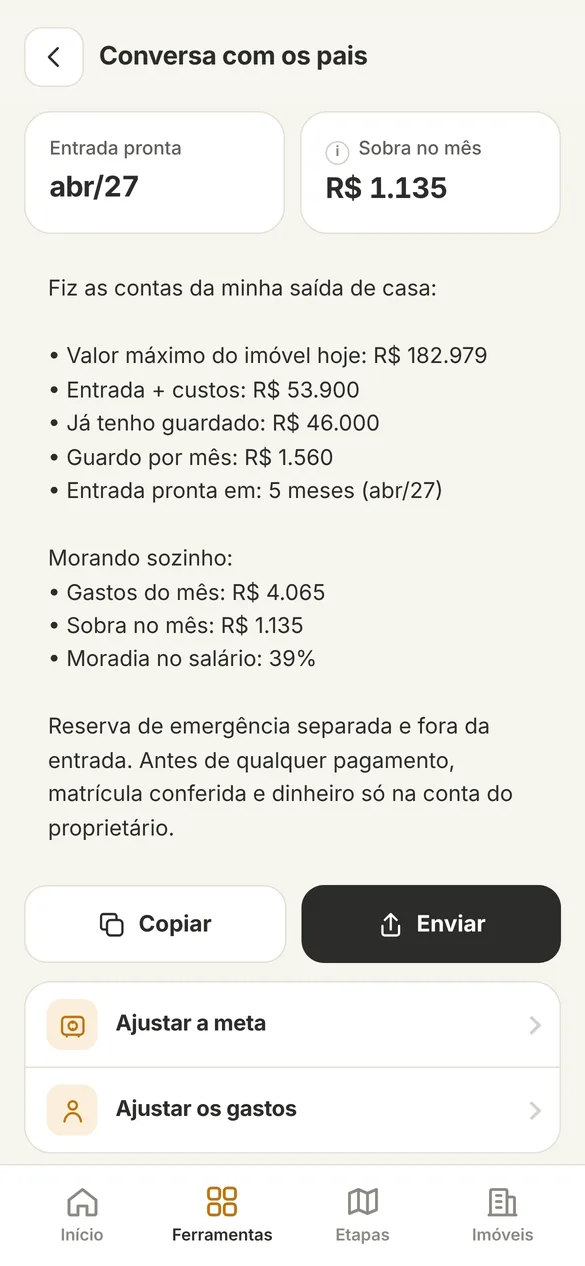 Conversa com os pais
Entrada pronta
abr/27
i Sobra no mês
R$ 1.135
Fiz as contas da minha saída de casa:
• Valor máximo do imóvel hoje: R$ 182.979
• Entrada + custos: R$ 53.900
• Já tenho guardado: R$ 46.000
• Guardo por mês: R$ 1.560
• Entrada pronta em: 5 meses (abr/27)
Morando sozinho:
• Gastos do mês: R$ 4.065
• Sobra no mês: R$ 1.135
• Moradia no salário: 39%
Reserva de emergência separada e fora da
entrada. Antes de qualquer pagamento,
matrícula conferida e dinheiro só na conta do
proprietário.
Copiar
Enviar
Ajustar a meta
Ajustar os gastos
Início
Ferramentas
Etapas
Imóveis